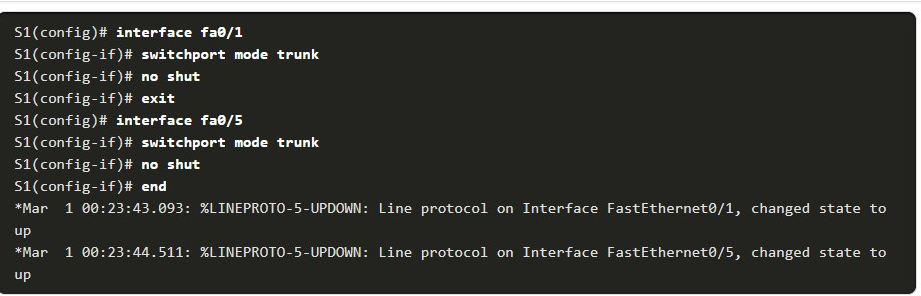 S1(config)# interface fa0/1
S1(config-if)# switchport mode trunk
S1(config-if)# no shut
S1(config-if)# exit
S1(config)# interface fa0/5
S1(config-if)# switchport mode trunk
S1(config-if)# no shut
S1(config-if)# end
*Mar  1 00:23:43.093: %LINEPROTO-5-UPDOWN: Line protocol on Interface FastEthernet0/1, changed state to
up
*Mar  1 00:23:44.511: %LINEPROTO-5-UPDOWN: Line protocol on Interface FastEthernet0/5, changed state to
up